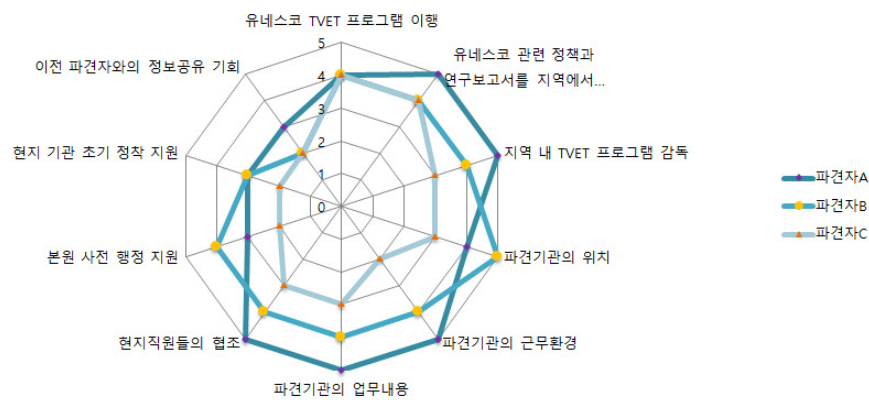 유네스코 TVET 프로그램 이행
유네스코 관련 정책과
연구보고서를 지역에서...
지역 내 TVET 프로그램 감독
파견기관의 위치
파견기관의 근무환경
파견기관의 업무내용
현지직원들의 협조
본원 사전 행정 지원
현지 기관 초기 정착 지원
이전 파견자와의 정보공유 기회
5
4
3
2
1
0
파견자A
파견자B
파견자C